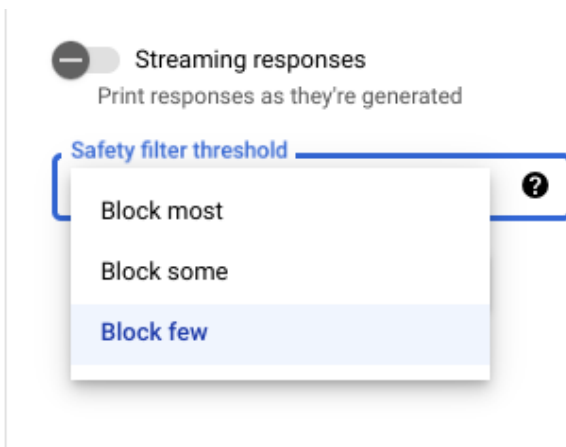 Streaming responses
Print responses as they're generated
Safety filter threshold
Block most
Block some
Block few